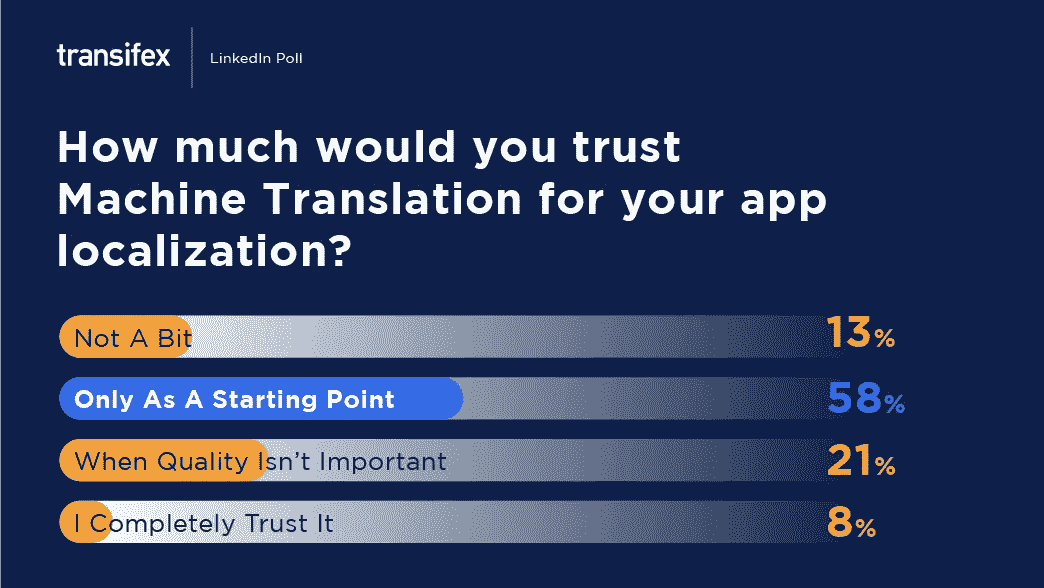 transifex
LinkedIn Poll
How much would you trust
Machine Translation for your app
localization?
Not A Bit 13%
Only As A Starting Point 58%
When Quality Isn’t Important 21%
I Completely Trust It 8%